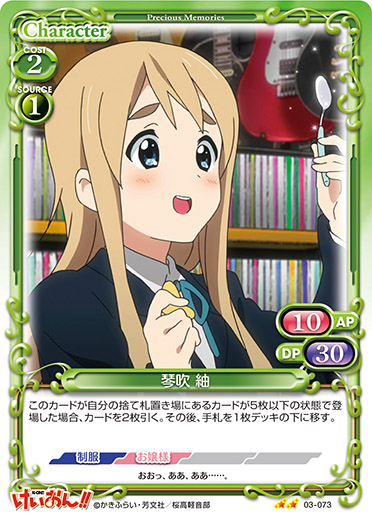 Precious Memories
Character
COST
2
SOURCE
1
10 AP
DP 30
琴吹 紬
このカードが自分の捨て札置き場にあるカードが5枚以下の状態で登
場した場合、カードを2枚引く。その後、手札を1枚デッキの下に移す。
制服 お嬢様
おおっ、ああ、ああ……。
けいおん!!
©かきふらい・芳文社/桜高軽音部
03-073